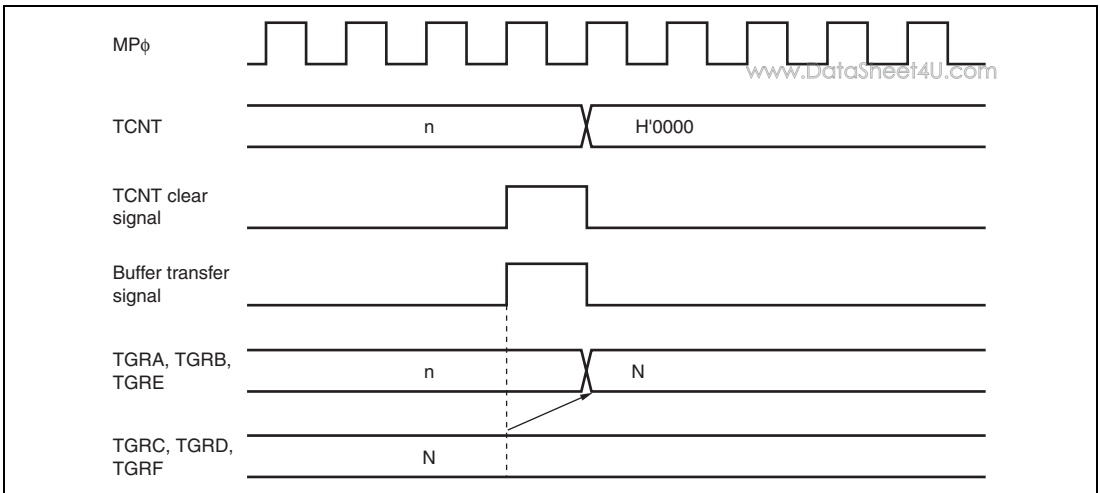 MPφ
www.DataSheet4U.com
TCNT
n
H'0000
TCNT clear
signal
Buffer transfer
signal
TGRA, TGRB,
TGRE
n
N
TGRC, TGRD,
TGRF
N